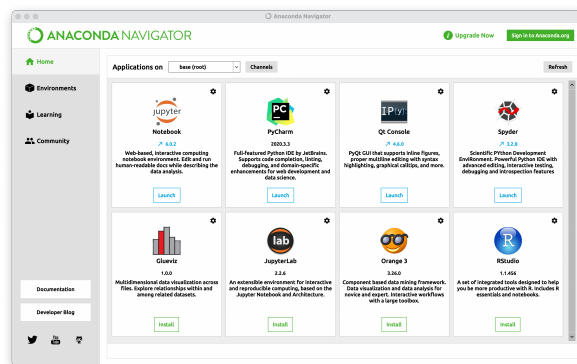 Anaconda Navigator
ANACONDA NAVIGATOR
Upgrade Now
Sign in to Anaconda.org
Home
Environments
Learning
Community
Documentation
Developer Blog
Applications on
base (root)
Channels
Refresh
jupyter
Notebook
6.0.2
Web-based, interactive computing
notebook environment. Edit and run
human-readable docs while describing the
data analysis.
Launch
PC
PyCharm
2020.3.3
Full-featured Python IDE by JetBrains.
Supports code completion, linting,
debugging, and domain-specific
enhancements for web development and
data science.
Launch
IP[y]:
Qt Console
4.6.0
PyQt GUI that supports inline figures,
proper multiline editing with syntax
highlighting, graphical calltips, and more.
Launch
Spyder
3.2.8
Scientific PYthon Development
EnviRonment. Powerful Python IDE with
advanced editing, interactive testing,
debugging and introspection features
Launch
Glueviz
1.0.0
Multidimensional data visualization across
files. Explore relationships within and
among related datasets.
Install
lab
JupyterLab
2.2.6
An extensible environment for interactive
and reproducible computing, based on the
Jupyter Notebook and Architecture.
Install
Orange 3
3.26.0
Component based data mining framework.
Data visualization and data analysis for
novice and expert. Interactive workflows
with a large toolbox.
Install
R
RStudio
1.1.456
A set of integrated tools designed to help
you be more productive with R. Includes R
essentials and notebooks.
Install